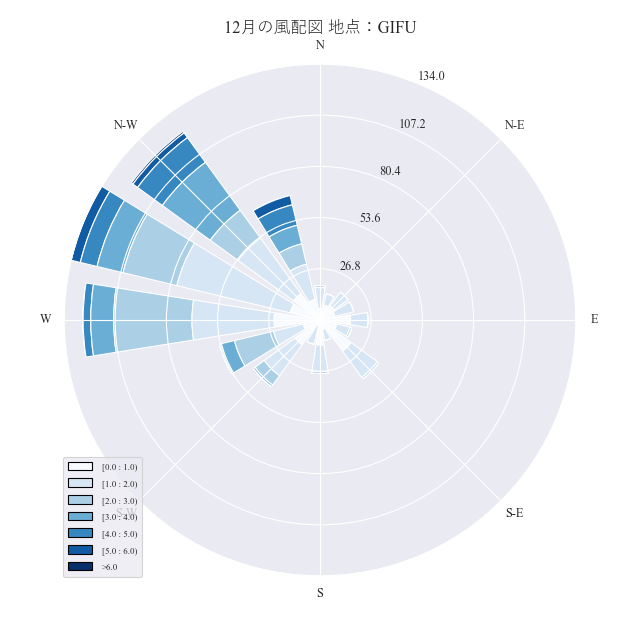 12月の風配図 地点：GIFU
N
134.0
N-W
N-E
107.2
80.4
53.6
26.8
W
E
[0.0 : 1.0)
[1.0 : 2.0)
[2.0 : 3.0)
[3.0 : 4.0)
[4.0 : 5.0)
[5.0 : 6.0)
>6.0
S-W
S-E
S